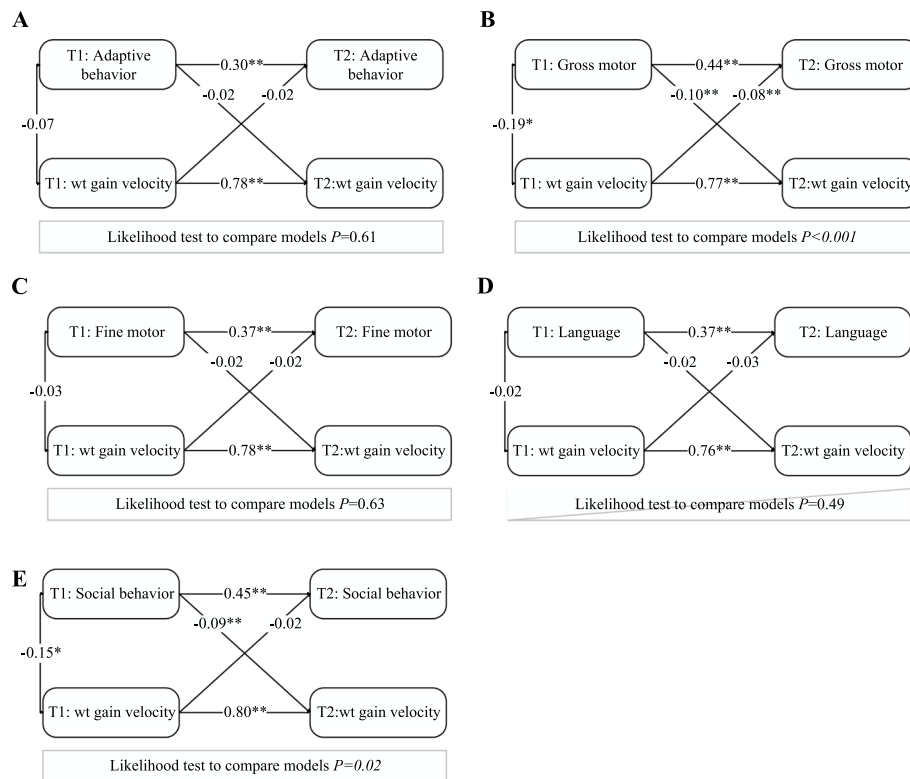 A
T1: Adaptive
behavior
0.30**
T2: Adaptive
behavior
-0.02
-0.02
-0.07
T1: wt gain velocity
0.78**
T2:wt gain velocity
Likelihood test to compare models P=0.61
B
T1: Gross motor
0.44**
T2: Gross motor
-0.10**
-0.08**
-0.19*
T1: wt gain velocity
0.77**
T2:wt gain velocity
Likelihood test to compare models P<0.001
C
T1: Fine motor
0.37**
T2: Fine motor
-0.02
-0.02
-0.03
T1: wt gain velocity
0.78**
T2:wt gain velocity
Likelihood test to compare models P=0.63
D
T1: Language
0.37**
T2: Language
-0.02
-0.03
-0.02
T1: wt gain velocity
0.76**
T2:wt gain velocity
Likelihood test to compare models P=0.49
E
T1: Social behavior
0.45**
T2: Social behavior
-0.09**
-0.02
-0.15*
T1: wt gain velocity
0.80**
T2:wt gain velocity
Likelihood test to compare models P=0.02